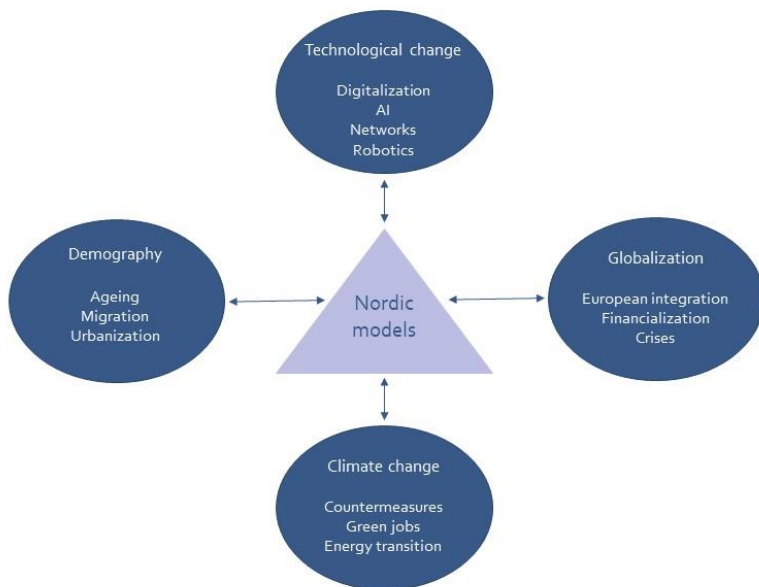 Technological change
Digitalization
AI
Networks
Robotics
Demography
Ageing
Migration
Urbanization
Nordic
models
Globalization
European integration
Financialization
Crises
Climate change
Countermeasures
Green jobs
Energy transition